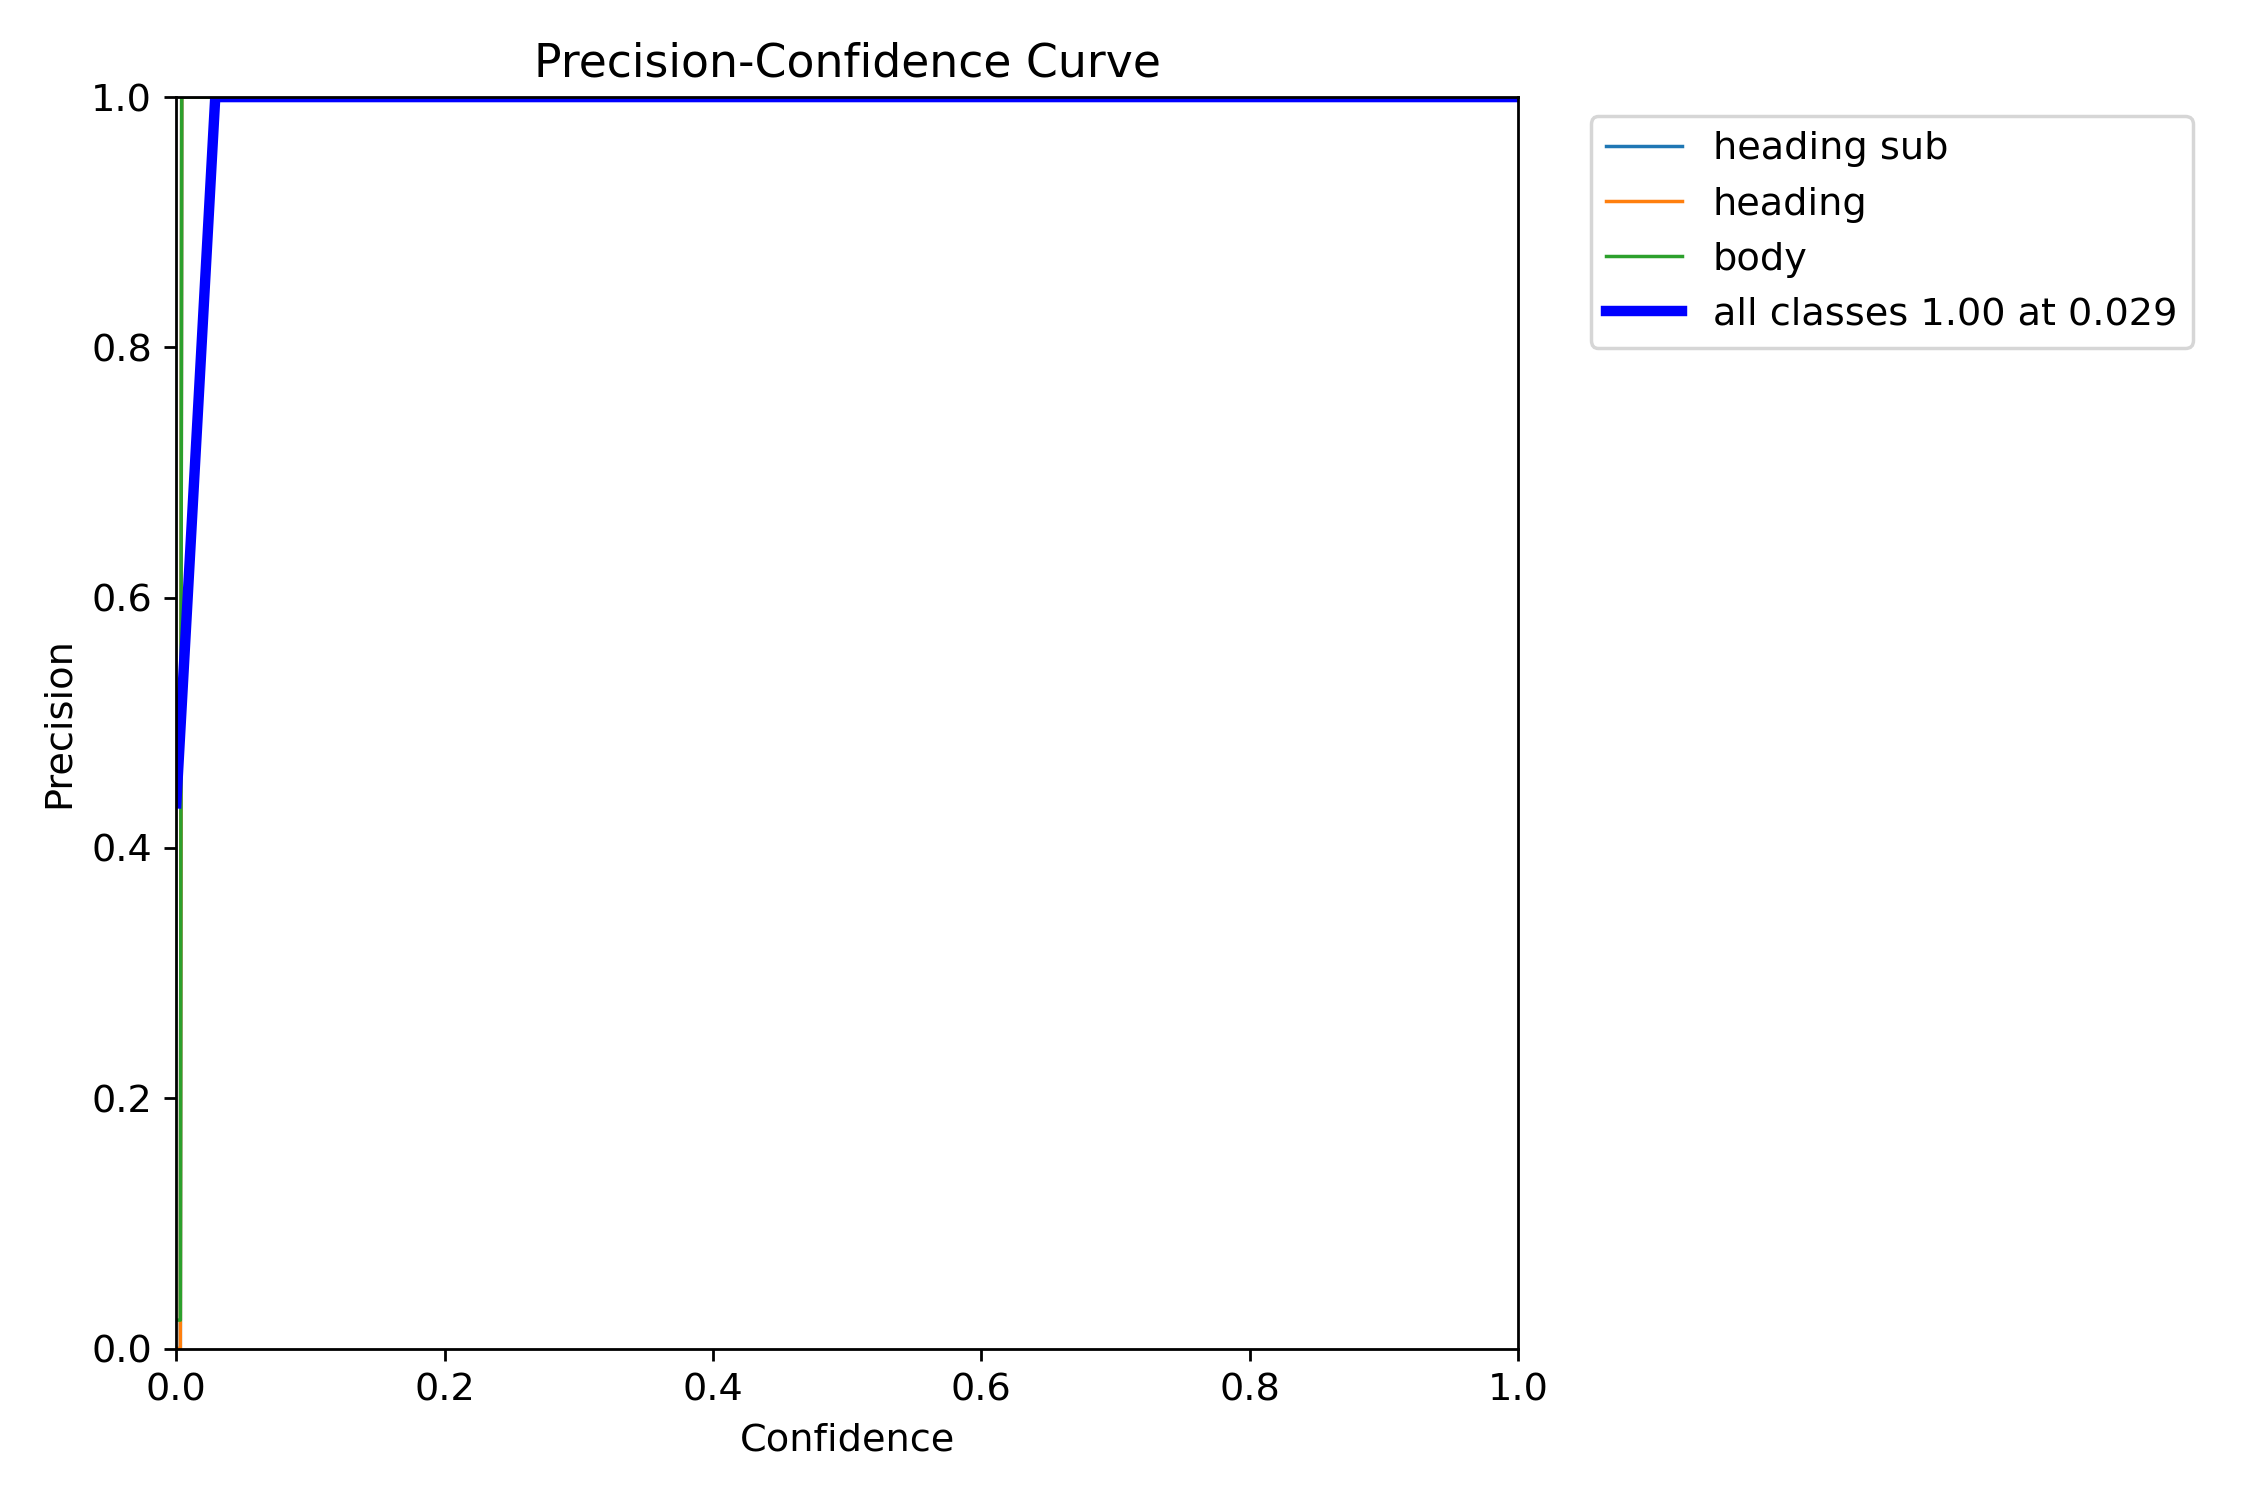 Precision-Confidence Curve
1.0
0.8
0.6
0.4
0.2
0.0
Precision
0.0 0.2 0.4 0.6 0.8 1.0
Confidence
heading sub
heading
body
all classes 1.00 at 0.029